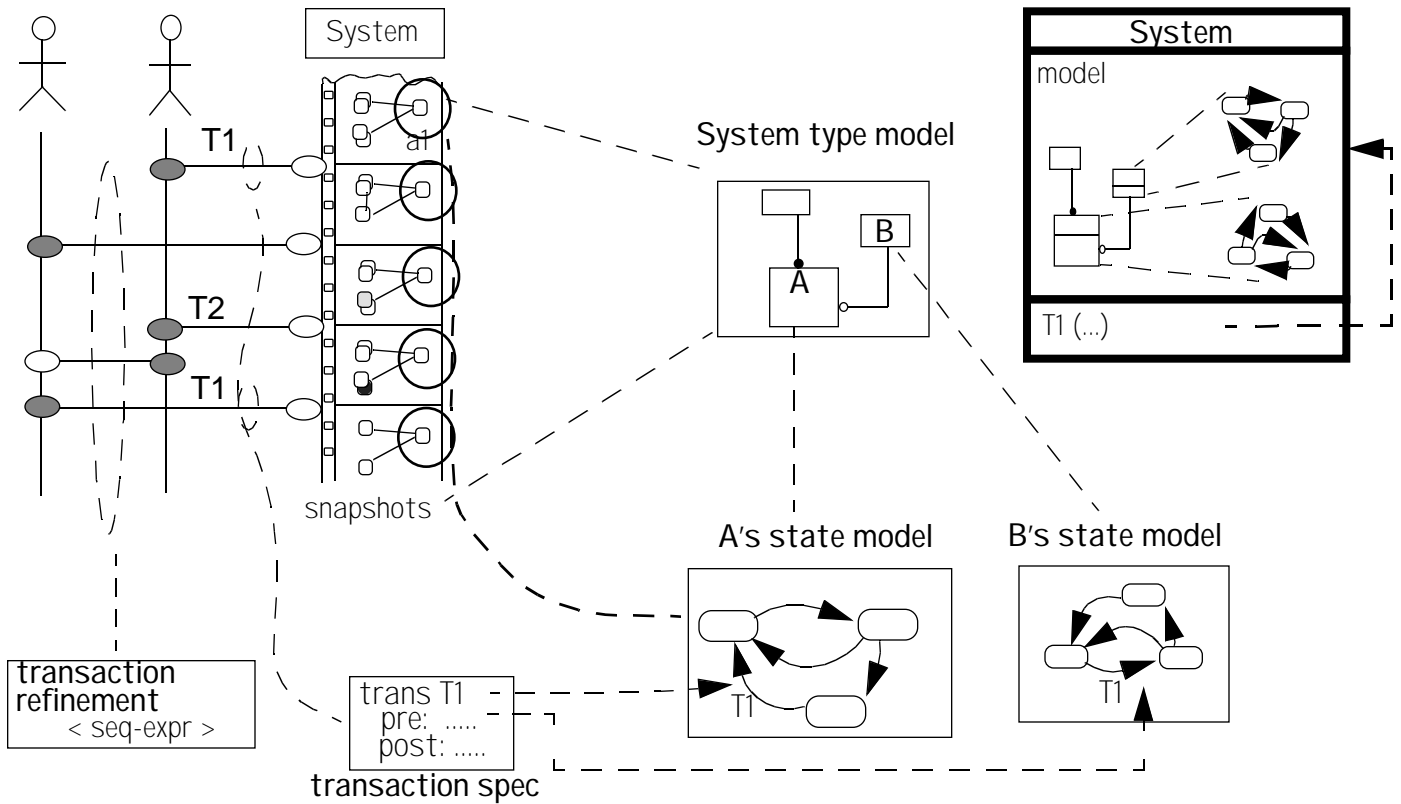 System
System
model
T1
a1
System type model
B
A
T2
T1 (...)
T1
snapshots
A's state model
B's state model
transaction
refinement
< seq-expr >
trans T1
pre: .....
post: .....
T1
T1
transaction spec